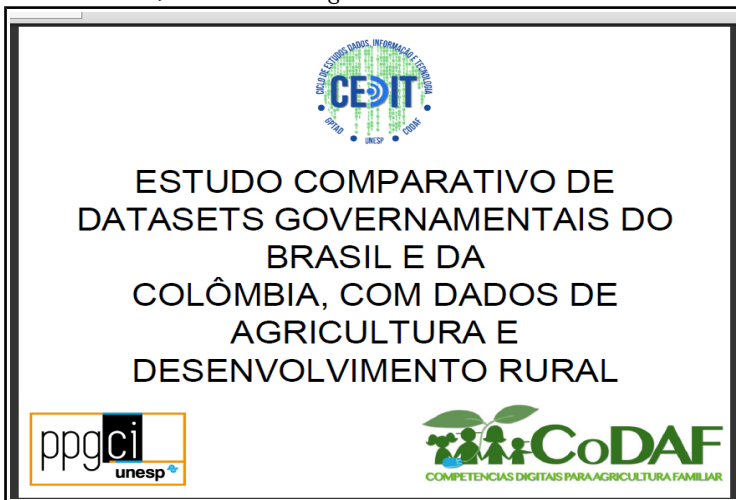 CICLO DE ESTUDOS DADOS, INFORMAÇÃO E TECNOLOGIA
CEDIT
GPTAD • UNESP • CODAF
ESTUDO COMPARATIVO DE
DATASETS GOVERNAMENTAIS DO
BRASIL E DA
COLÔMBIA, COM DADOS DE
AGRICULTURA E
DESENVOLVIMENTO RURAL
ppgci
unesp
CoDAF
COMPETENCIAS DIGITAIS PARA AGRICULTURA FAMILIAR